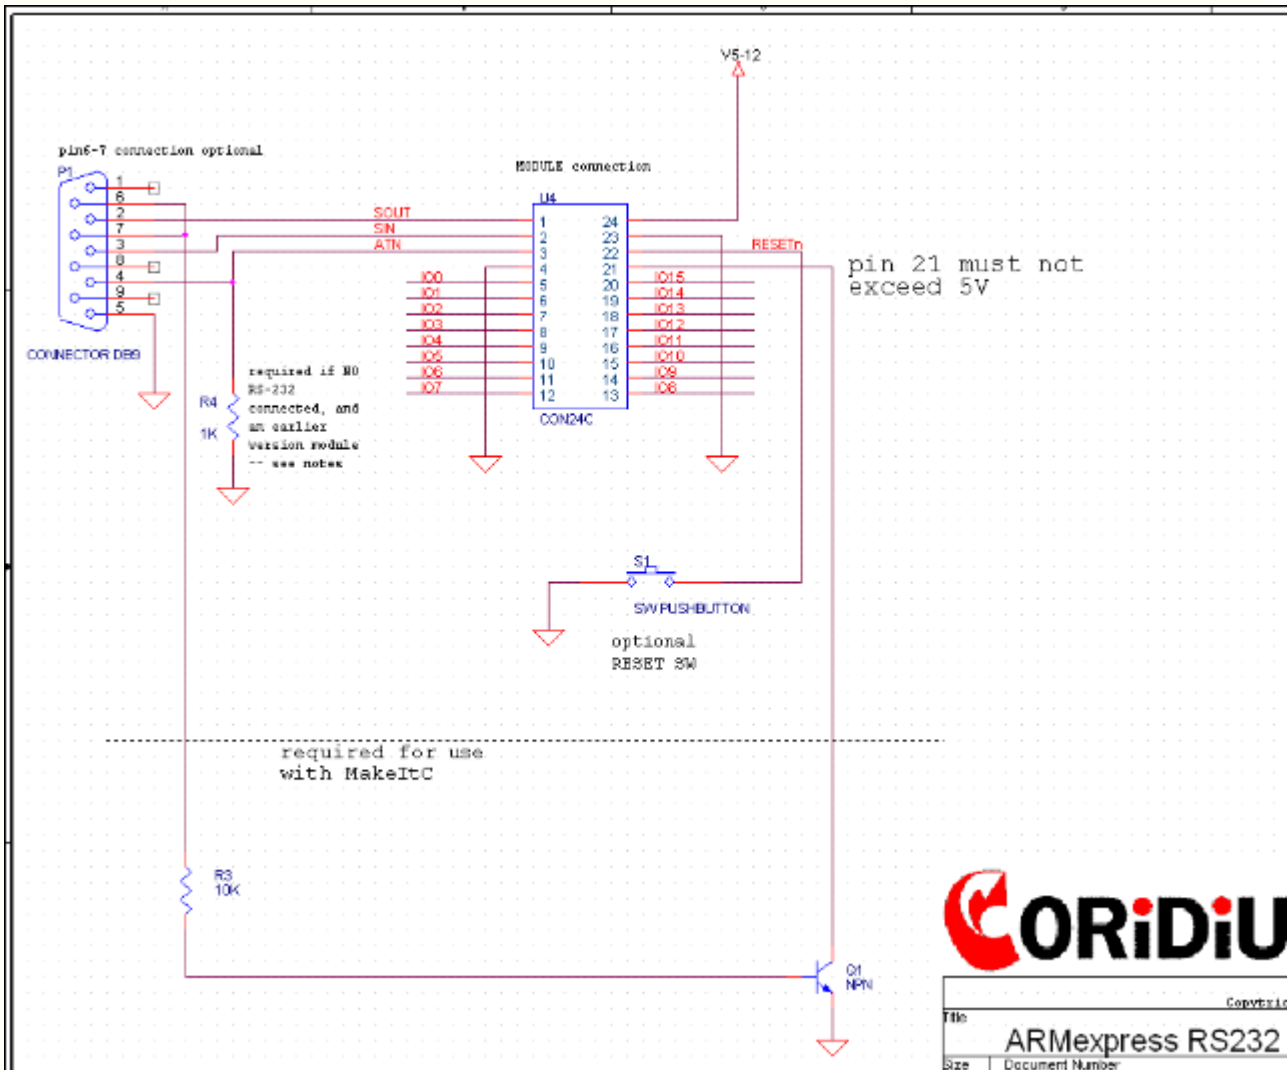 V5-12
pin6-7 connection optional
P1
MODULE connection
U4
1
6
2
7
3
8
4
9
5
SOUT
SIN
ATN
RESETn
1 24
2 23
3 22
4 21
5 20
6 19
7 18
8 17
9 16
10 15
11 14
12 13
IO0
IO1
IO2
IO3
IO4
IO5
IO6
IO7
IO15
IO14
IO13
IO12
IO11
IO10
IO9
IO8
pin 21 must not
exceed 5V
CONNECTOR DB9
CON24C
R4
1K
required if NO
RS-232
connected, and
an earlier
version module
-- see notes
S1
SW PUSHBUTTON
optional
RESET SW
required for use
with MakeItC
R3
10K
Q1
NPN
CORiDiU
Title
ARMexpress RS232
Size
Document Number